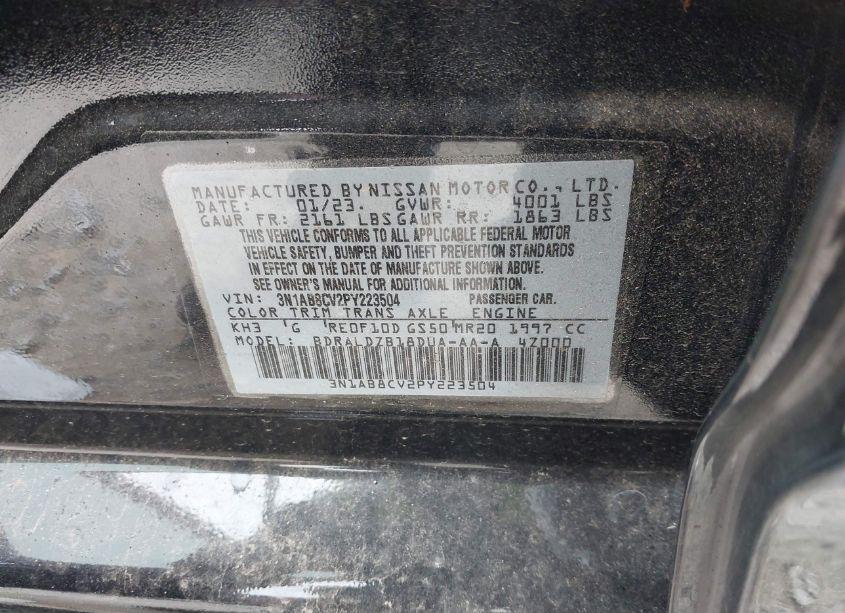 MANUFACTURED BY NISSAN MOTOR CO., LTD.
DATE: 01/23. GVWR: 4001 LBS
GAWR FR: 2161 LBS GAWR RR: 1863 LBS
THIS VEHICLE CONFORMS TO ALL APPLICABLE FEDERAL MOTOR
VEHICLE SAFETY, BUMPER AND THEFT PREVENTION STANDARDS
IN EFFECT ON THE DATE OF MANUFACTURE SHOWN ABOVE.
SEE OWNER'S MANUAL FOR ADDITIONAL INFORMATION.
VIN: 3N1AB8CV2PY223504 PASSENGER CAR.
COLOR TRIM TRANS AXLE ENGINE
KH3 'G RE0F10D GS50 MR20 1997 CC
MODEL: BDRALDZB18DUA-AA-A 4Z000
3N1AB8CV2PY223504